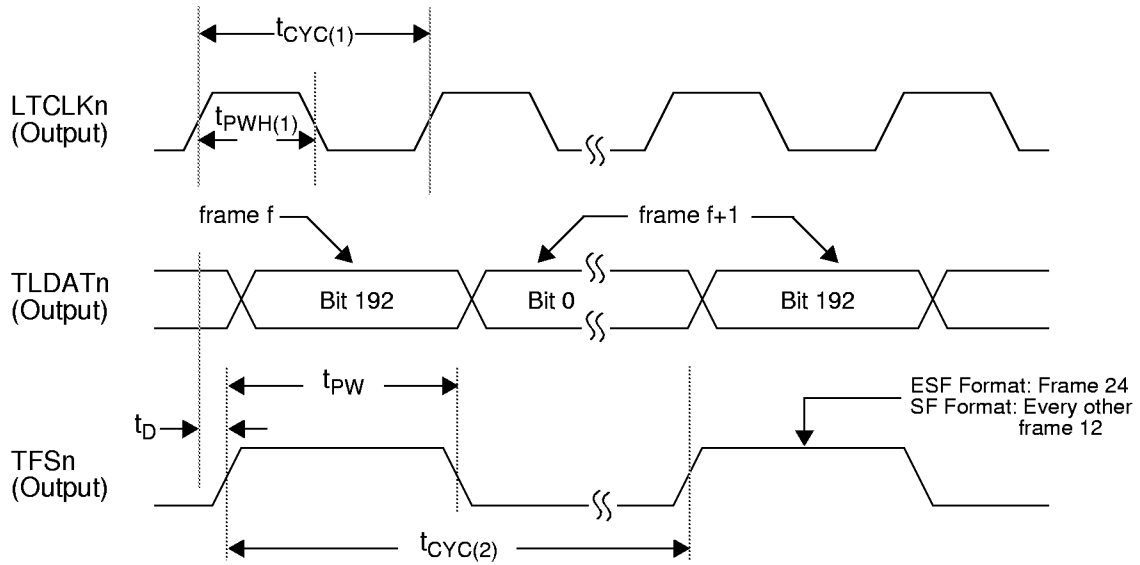 tCYC(1)
LTCLKn
(Output)
tPWH(1)
frame f
frame f+1
TLDATn
(Output)
Bit 192
Bit 0
Bit 192
tPW
ESF Format: Frame 24
SF Format: Every other
frame 12
tD
TFSn
(Output)
tCYC(2)